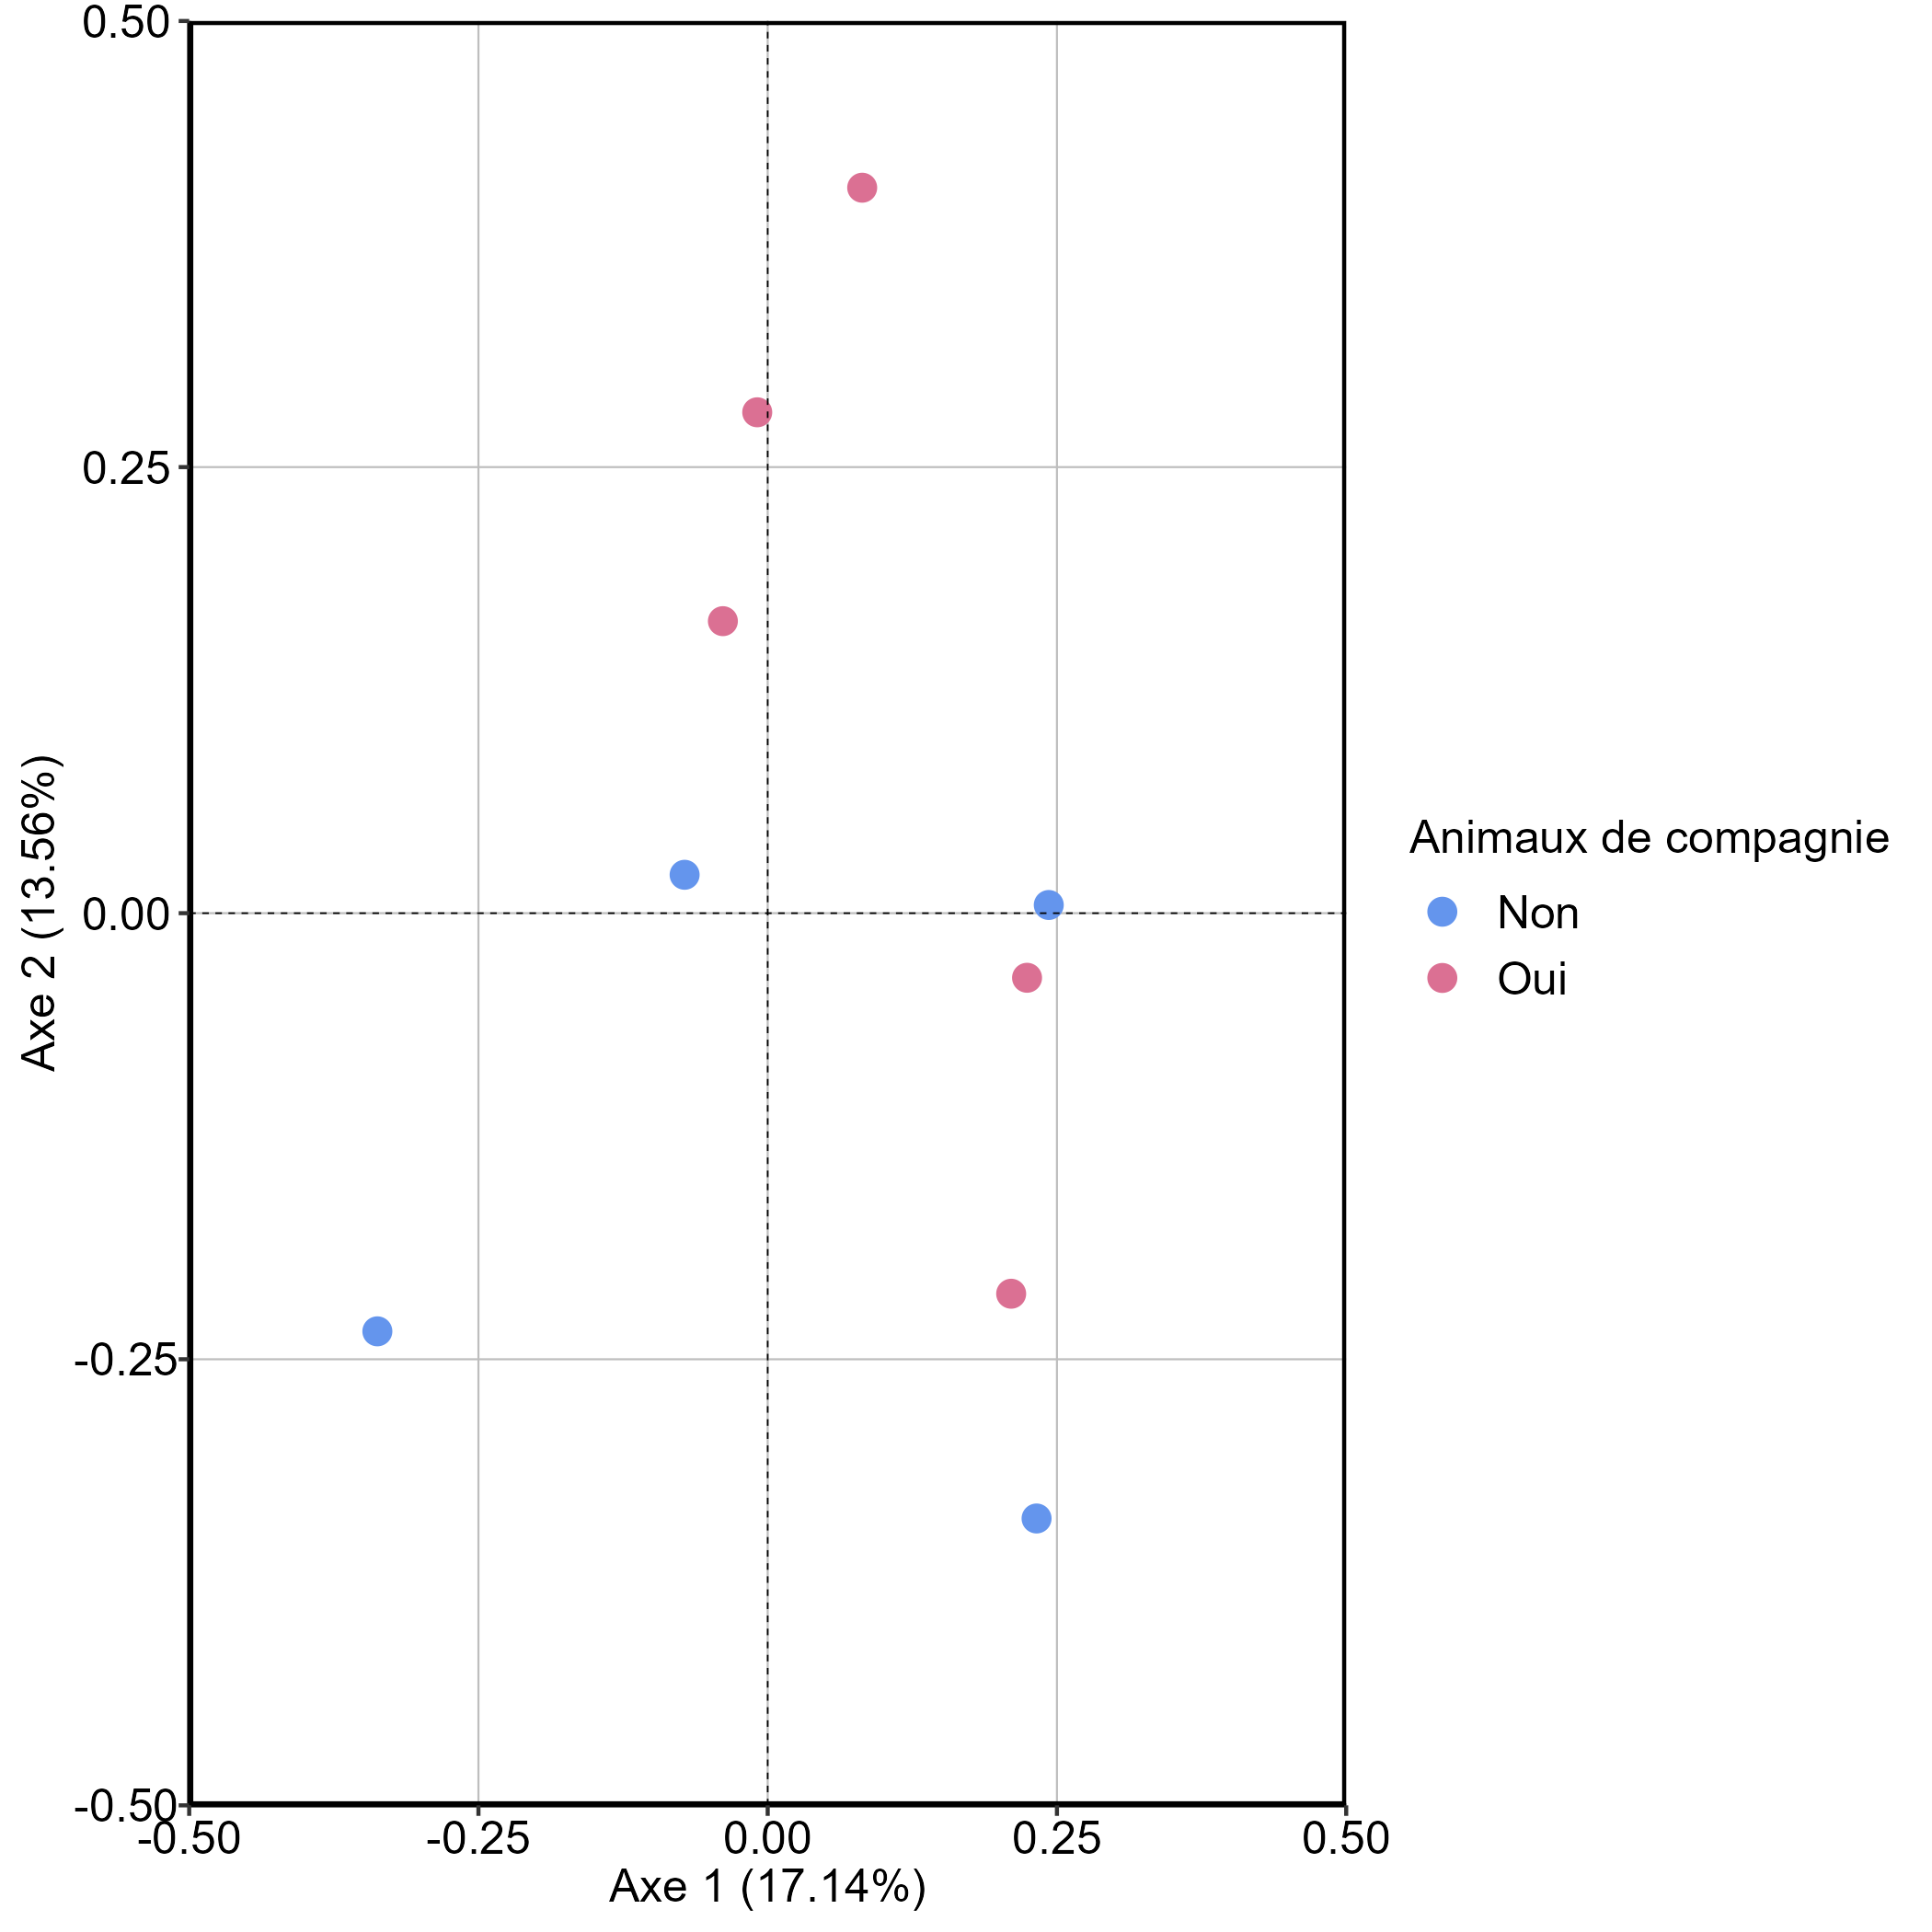 0.50
0.25
0.00
-0.25
-0.50
Axe 2 (13.56%)
-0.50 -0.25 0.00 0.25 0.50
Axe 1 (17.14%)
Animaux de compagnie
Non
Oui